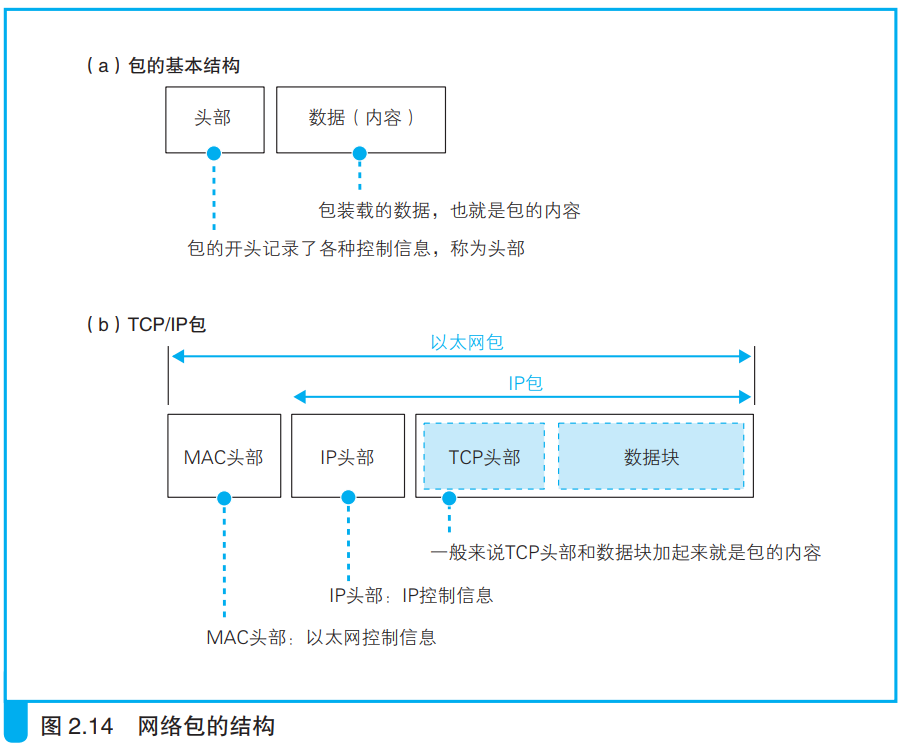 （a）包的基本结构
头部
数据（内容）
包装载的数据，也就是包的内容
包的开头记录了各种控制信息，称为头部
（b）TCP/IP包
以太网包
IP包
MAC头部
IP头部
TCP头部
数据块
一般来说TCP头部和数据块加起来就是包的内容
IP头部：IP控制信息
MAC头部：以太网控制信息
图 2.14 网络包的结构